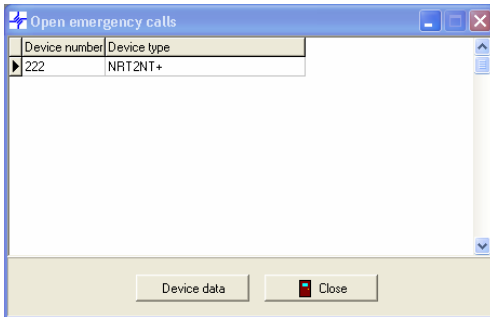 Open emergency calls
Device number Device type
222 NRT2NT+
Device data Close